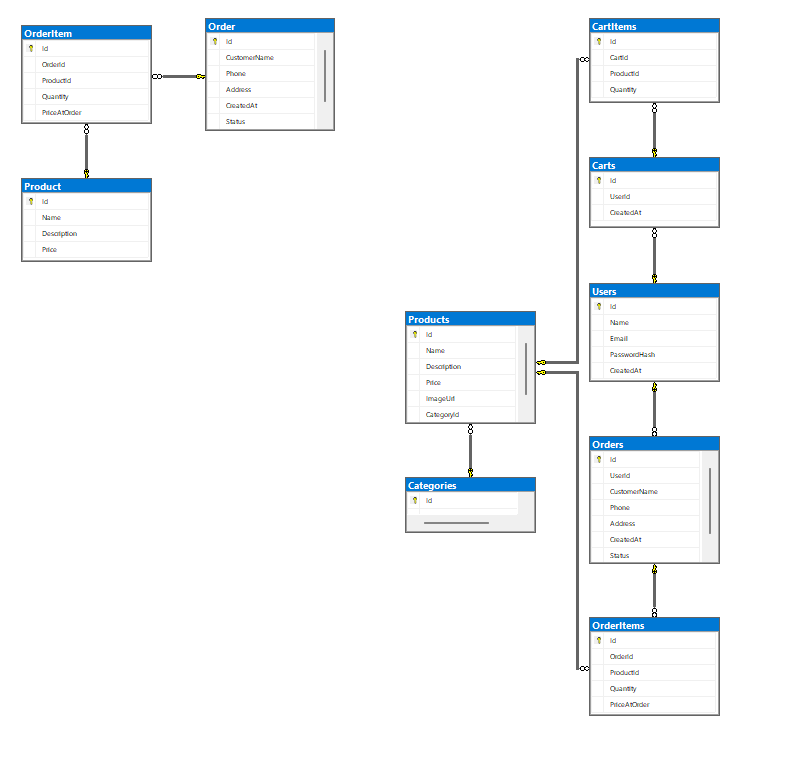 OrderItem
Id
OrderId
ProductId
Quantity
PriceAtOrder
Order
Id
CustomerName
Phone
Address
CreatedAt
Status
Product
Id
Name
Description
Price
CartItems
Id
CartId
ProductId
Quantity
Carts
Id
UserId
CreatedAt
Users
Id
Name
Email
PasswordHash
CreatedAt
Products
Id
Name
Description
Price
ImageUrl
CategoryId
Categories
Id
Orders
Id
UserId
CustomerName
Phone
Address
CreatedAt
Status
OrderItems
Id
OrderId
ProductId
Quantity
PriceAtOrder